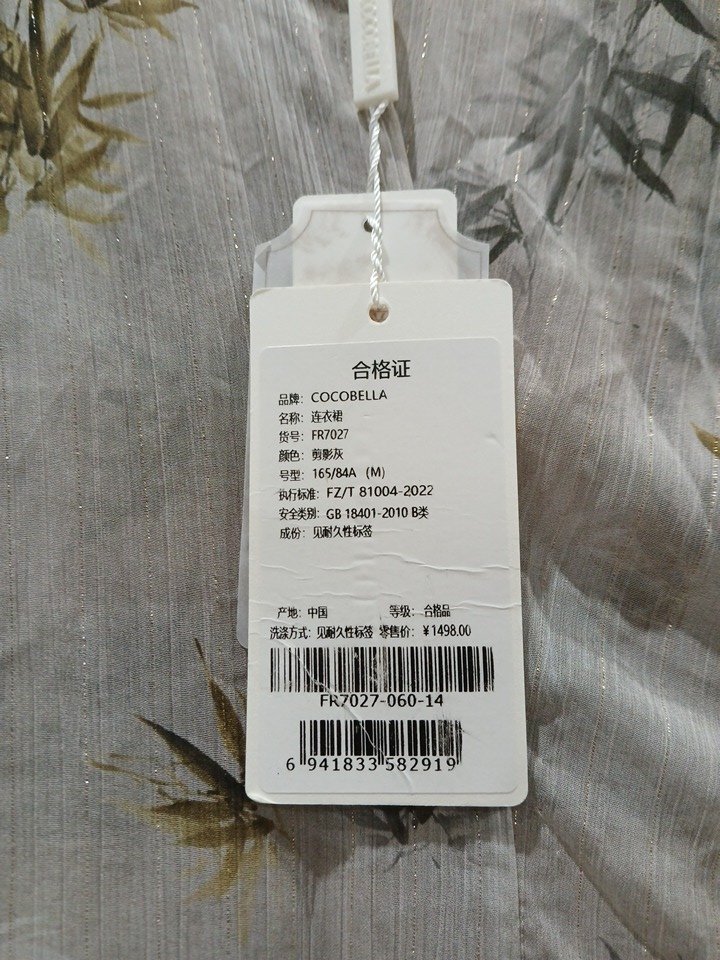 COCOBELLA
合格证
品牌：COCOBELLA
名称：连衣裙
货号：FR7027
颜色：剪影灰
号型：165/84A（M）
执行标准：FZ/T 81004-2022
安全类别：GB 18401-2010 B类
成份：见耐久性标签
产地：中国 等级：合格品
洗涤方式：见耐久性标签 零售价：¥1498.00
FR7027-060-14
6 941833 582919